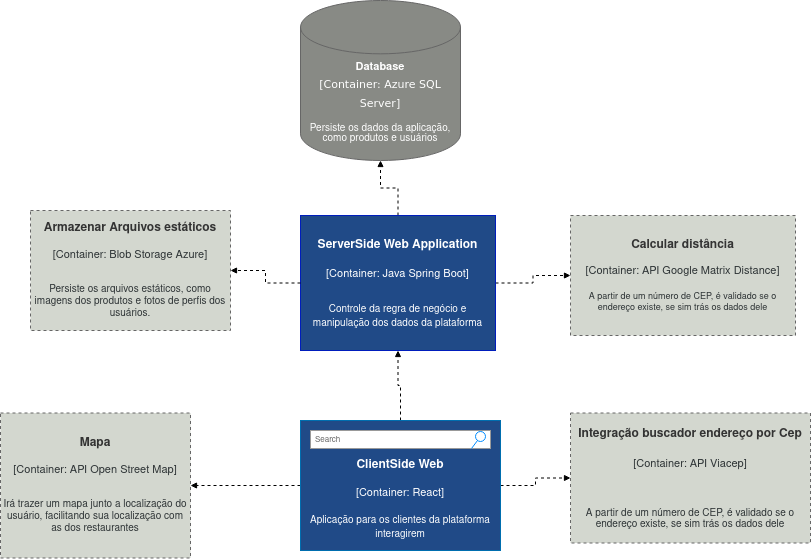 Database
[Container: Azure SQL
Server]
Persiste os dados da aplicação,
como produtos e usuários
Armazenar Arquivos estáticos
[Container: Blob Storage Azure]
Persiste os arquivos estáticos, como
imagens dos produtos e fotos de perfis dos
usuários.
ServerSide Web Application
[Container: Java Spring Boot]
Controle da regra de negócio e
manipulação dos dados da plataforma
Calcular distância
[Container: API Google Matrix Distance]
A partir de um número de CEP, é validado se o
endereço existe, se sim trás os dados dele
Mapa
[Container: API Open Street Map]
Irá trazer um mapa junto a localização do
usuário, facilitando sua localização com
as dos restaurantes
Search
ClientSide Web
[Container: React]
Aplicação para os clientes da plataforma
interagirem
Integração buscador endereço por Cep
[Container: API Viacep]
A partir de um número de CEP, é validado se o
endereço existe, se sim trás os dados dele